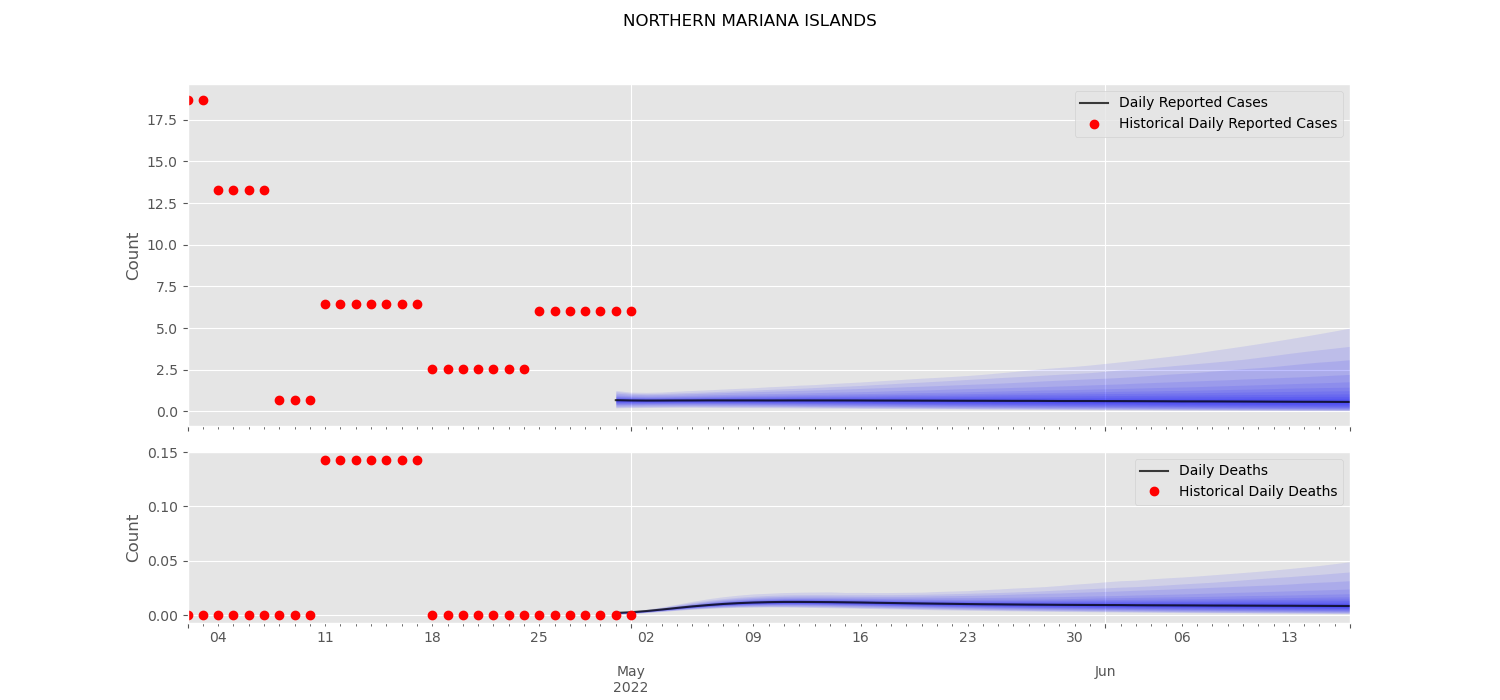 NORTHERN MARIANA ISLANDS
Daily Reported Cases
Historical Daily Reported Cases
Count
17.5
15.0
12.5
10.0
7.5
5.0
2.5
0.0
Daily Deaths
Historical Daily Deaths
Count
0.15
0.10
0.05
0.00
04 11 18 25 02 09 16 23 30 06 13
May Jun
2022